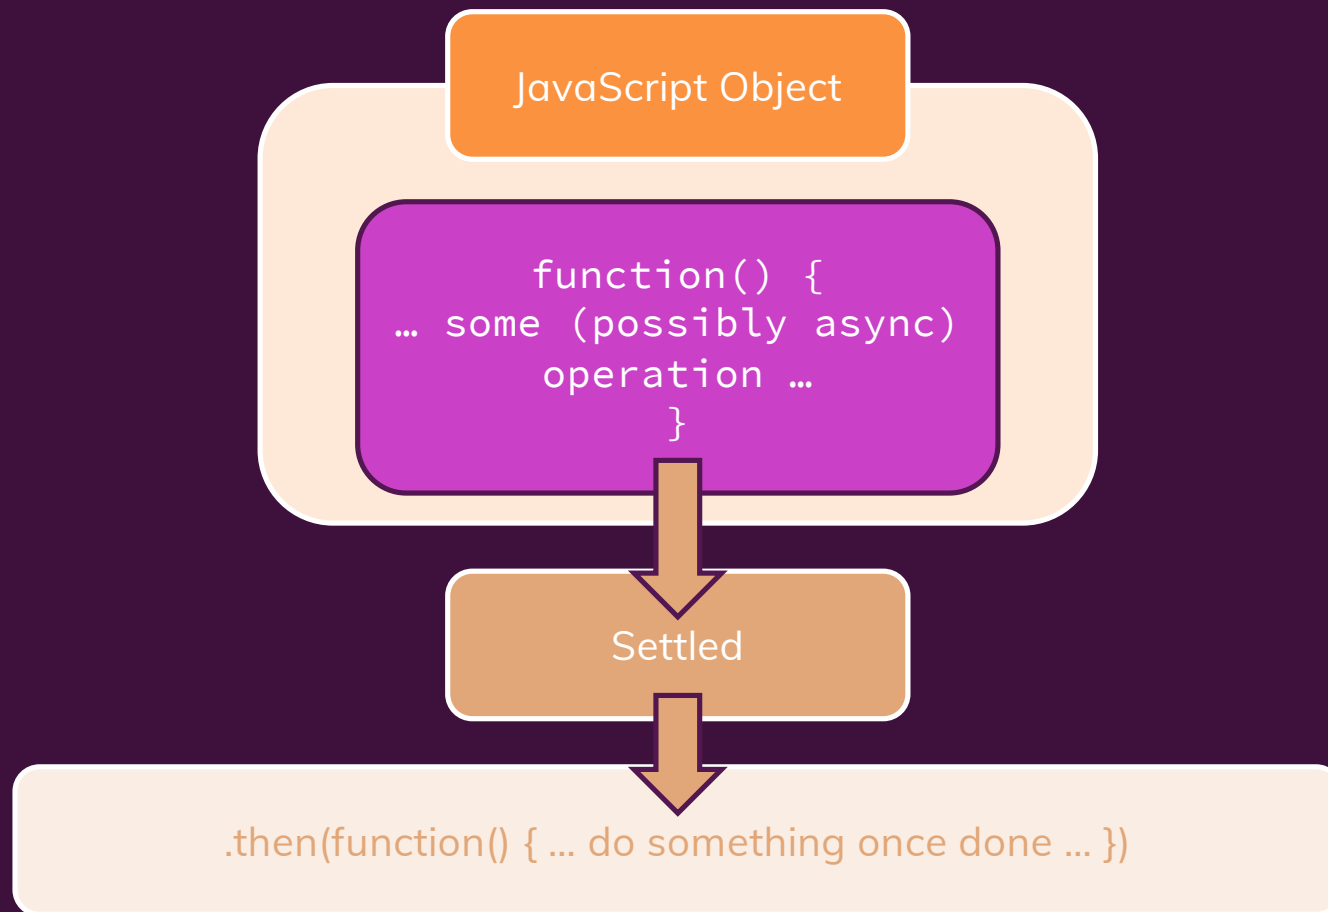 JavaScript Object
function() {
… some (possibly async)
operation …
}
Settled
.then(function() { … do something once done … })